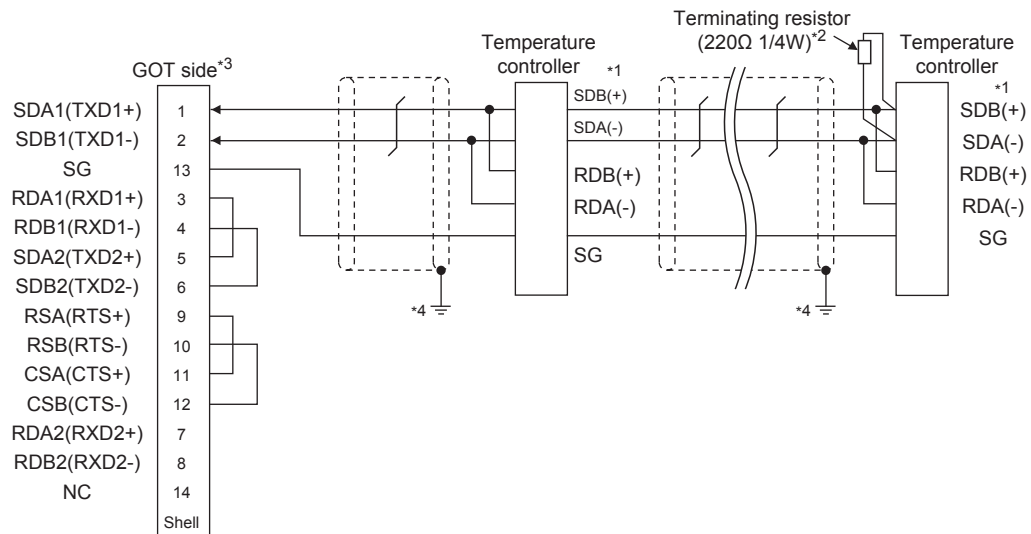 Terminating resistor
(220Ω 1/4W)*2
Temperature
controller
*1
Temperature
controller
*1
GOT side*3
SDA1(TXD1+) 1
SDB1(TXD1-) 2
SG 13
RDA1(RXD1+) 3
RDB1(RXD1-) 4
SDA2(TXD2+) 5
SDB2(TXD2-) 6
RSA(RTS+) 9
RSB(RTS-) 10
CSA(CTS+) 11
CSB(CTS-) 12
RDA2(RXD2+) 7
RDB2(RXD2-) 8
NC 14
Shell
SDB(+)
SDA(-)
RDB(+)
RDA(-)
SG
SDB(+)
SDA(-)
RDB(+)
RDA(-)
SG
*4
*4